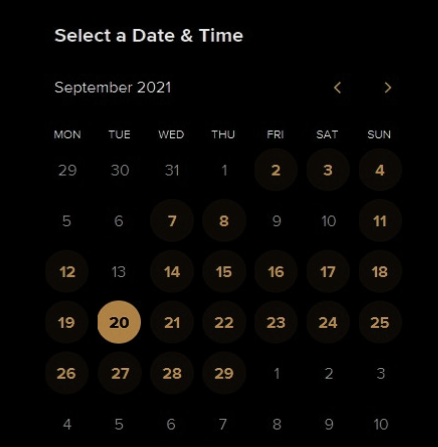 Select a Date & Time
September 2021
MON TUE WED THU FRI SAT SUN
29 30 31 1 2 3 4
5 6 7 8 9 10 11
12 13 14 15 16 17 18
19 20 21 22 23 24 25
26 27 28 29 1 2 3
4 5 6 7 8 9 10